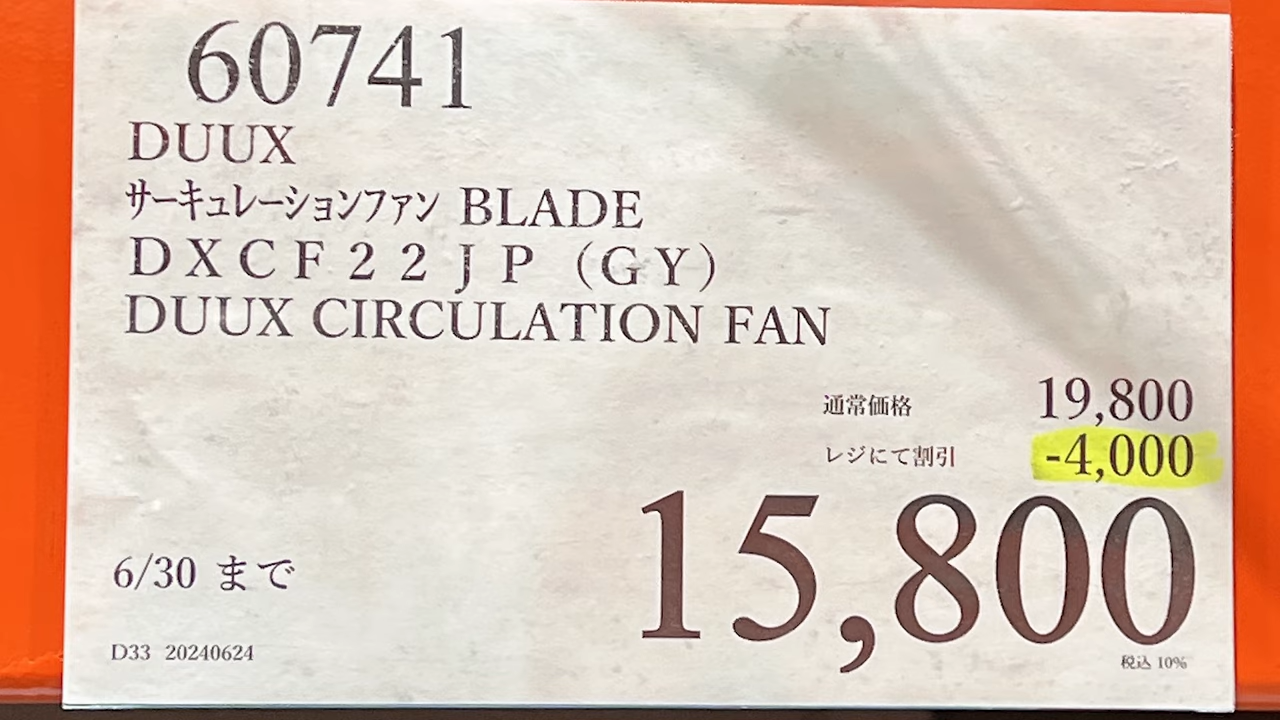 60741
DUUX
サーキュレーションファン BLADE
ＤＸＣＦ２２ＪＰ（ＧＹ）
DUUX CIRCULATION FAN
通常価格 19,800
レジにて割引 -4,000
15,800
6/30 まで
D33 20240624
税込 10%